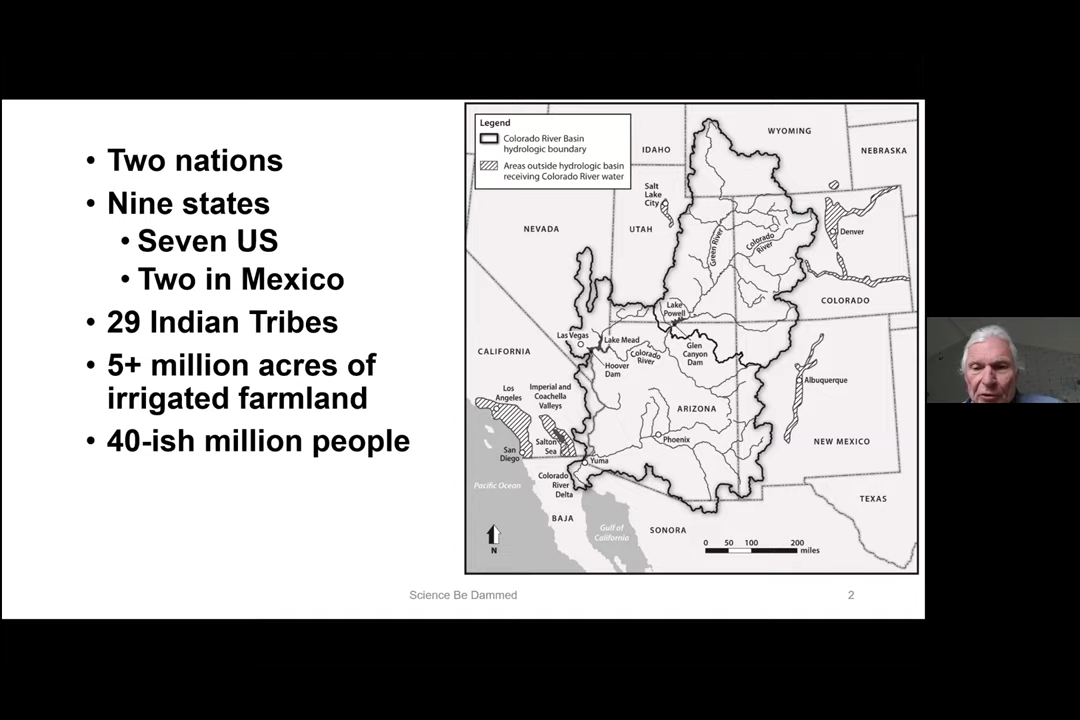 • Two nations
• Nine states
• Seven US
• Two in Mexico
• 29 Indian Tribes
• 5+ million acres of
irrigated farmland
• 40-ish million people
Legend
Colorado River Basin
hydrologic boundary
Areas outside hydrologic basin
receiving Colorado River water
IDAHO
WYOMING
NEBRASKA
Salt
Lake
City
NEVADA
UTAH
Green River
Colorado
River
Denver
COLORADO
Lake
Powell
Las Vegas
Lake Mead
Colorado
River
Glen
Canyon
Dam
CALIFORNIA
Hoover
Dam
Los
Angeles
Imperial and
Coachella
Valleys
Albuquerque
ARIZONA
Phoenix
NEW MEXICO
Salton
Sea
San
Diego
Yuma
Colorado
River
Delta
Pacific Ocean
TEXAS
BAJA
Gulf of
California
SONORA
N
0 50 100 200
miles
Science Be Dammed
2